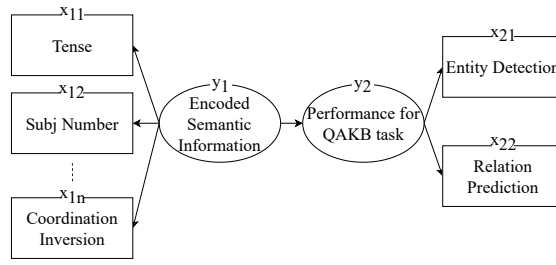 x11
Tense
x12
Subj Number
x1n
Coordination
Inversion
y1
Encoded
Semantic
Information
y2
Performance for
QAKB task
x21
Entity Detection
x22
Relation
Prediction